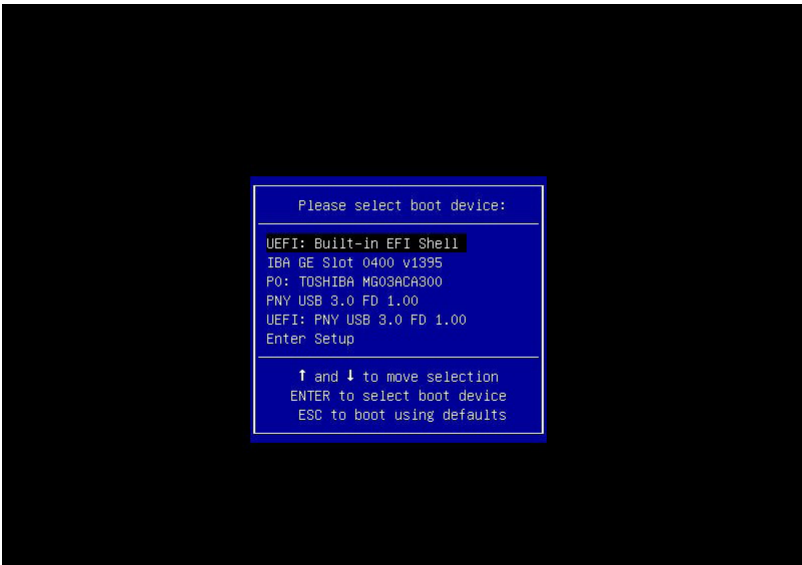 Please select boot device:
UEFI: Built-in EFI Shell
IBA GE Slot 0400 v1395
P0: TOSHIBA MG03ACA300
PNY USB 3.0 FD 1.00
UEFI: PNY USB 3.0 FD 1.00
Enter Setup
↑ and ↓ to move selection
ENTER to select boot device
ESC to boot using defaults